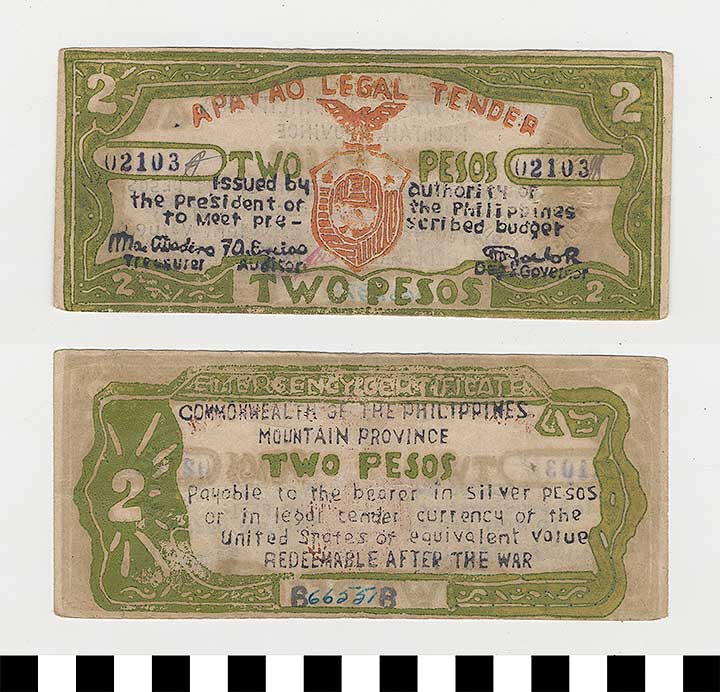 2 2
APAYAO LEGAL TENDER
02103 TWO PESOS 02103
Issued by authority of
the president of the Philippines
to meet pre- scribed budget
Treasurer Auditor Dep. Governor
2 TWO PESOS 2
EMERGENCY CERTIFICATE
COMMONWEALTH OF THE PHILIPPINES
MOUNTAIN PROVINCE
2 TWO PESOS
Payable to the bearer in silver pesos
or in legal tender currency of the
United States of equivalent value
REDEEMABLE AFTER THE WAR
B66551B